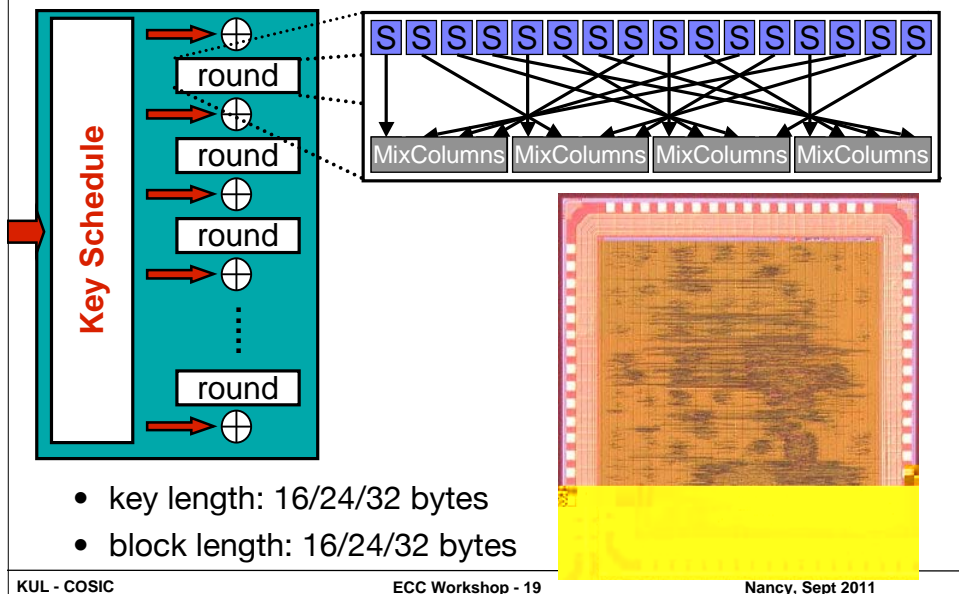 S S S S S S S S S S S S S S S S
MixColumns MixColumns MixColumns MixColumns
Key Schedule
round
round
round
round
• key length: 16/24/32 bytes
• block length: 16/24/32 bytes
KUL - COSIC ECC Workshop - 19 Nancy, Sept 2011